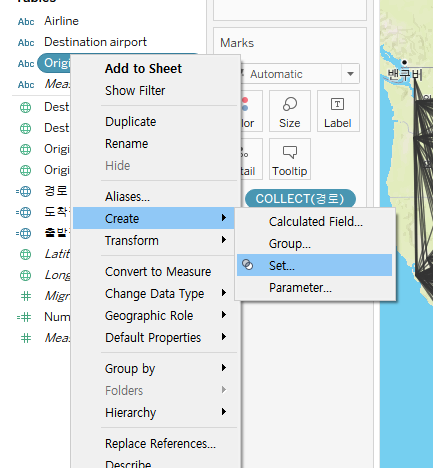 Airline
Destination airport
Origi
Meas
Dest
Dest
Origi
Origi
경로
도착
출발
Latit
Long
Migr
Num
Meas
Abc
Abc
Abc
Abc
Add to Sheet
Show Filter
Duplicate
Rename
Hide
Aliases...
Create
Transform
Convert to Measure
Change Data Type
Geographic Role
Default Properties
Group by
Folders
Hierarchy
Replace References...
Describe
Marks
Automatic
olor
Size
Label
T
tail
Tooltip
COLLECT(경로)
Calculated Field...
Group...
Set...
Parameter...
밴쿠버